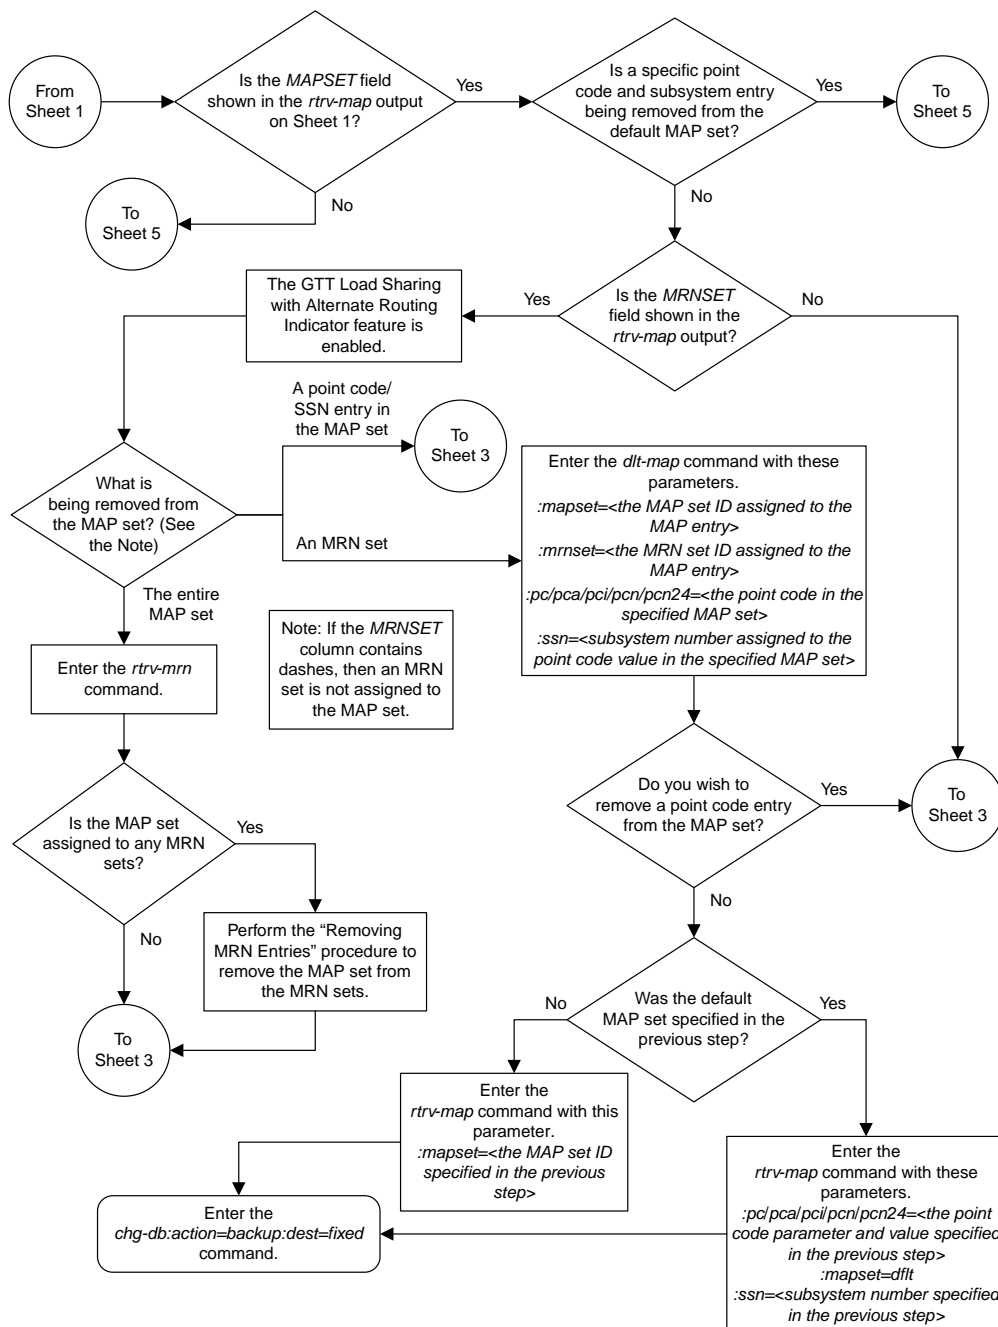 From
Sheet 1
Is the MAPSET field
shown in the rtrv-map output
on Sheet 1?
Yes
Is a specific point
code and subsystem entry
being removed from the
default MAP set?
Yes
To
Sheet 5
No
To
Sheet 5
No
The GTT Load Sharing
with Alternate Routing
Indicator feature is
enabled.
Yes
Is the MRNSET
field shown in the
rtrv-map output?
No
A point code/
SSN entry in
the MAP set
To
Sheet 3
What is
being removed from
the MAP set? (See
the Note)
An MRN set
Enter the dlt-map command with these
parameters.
:mapset=<the MAP set ID assigned to the
MAP entry>
:mrnset=<the MRN set ID assigned to the
MAP entry>
:pc/pca/pci/pcn/pcn24=<the point code in the
specified MAP set>
:ssn=<subsystem number assigned to the
point code value in the specified MAP set>
The entire
MAP set
Note: If the MRNSET
column contains
dashes, then an MRN
set is not assigned to
the MAP set.
Enter the rtrv-mrn
command.
Do you wish to
remove a point code entry
from the MAP set?
Yes
To
Sheet 3
Is the MAP set
assigned to any MRN
sets?
Yes
No
No
Perform the “Removing
MRN Entries” procedure to
remove the MAP set from
the MRN sets.
To
Sheet 3
Was the default
MAP set specified in the
previous step?
No
Yes
Enter the
rtrv-map command with this
parameter.
:mapset=<the MAP set ID
specified in the previous
step>
Enter the
rtrv-map command with these
parameters.
:pc/pca/pci/pcn/pcn24=<the point
code parameter and value specified
in the previous step>
:mapset=dflt
:ssn=<subsystem number specified
in the previous step>
Enter the
chg-db:action=backup:dest=fixed
command.